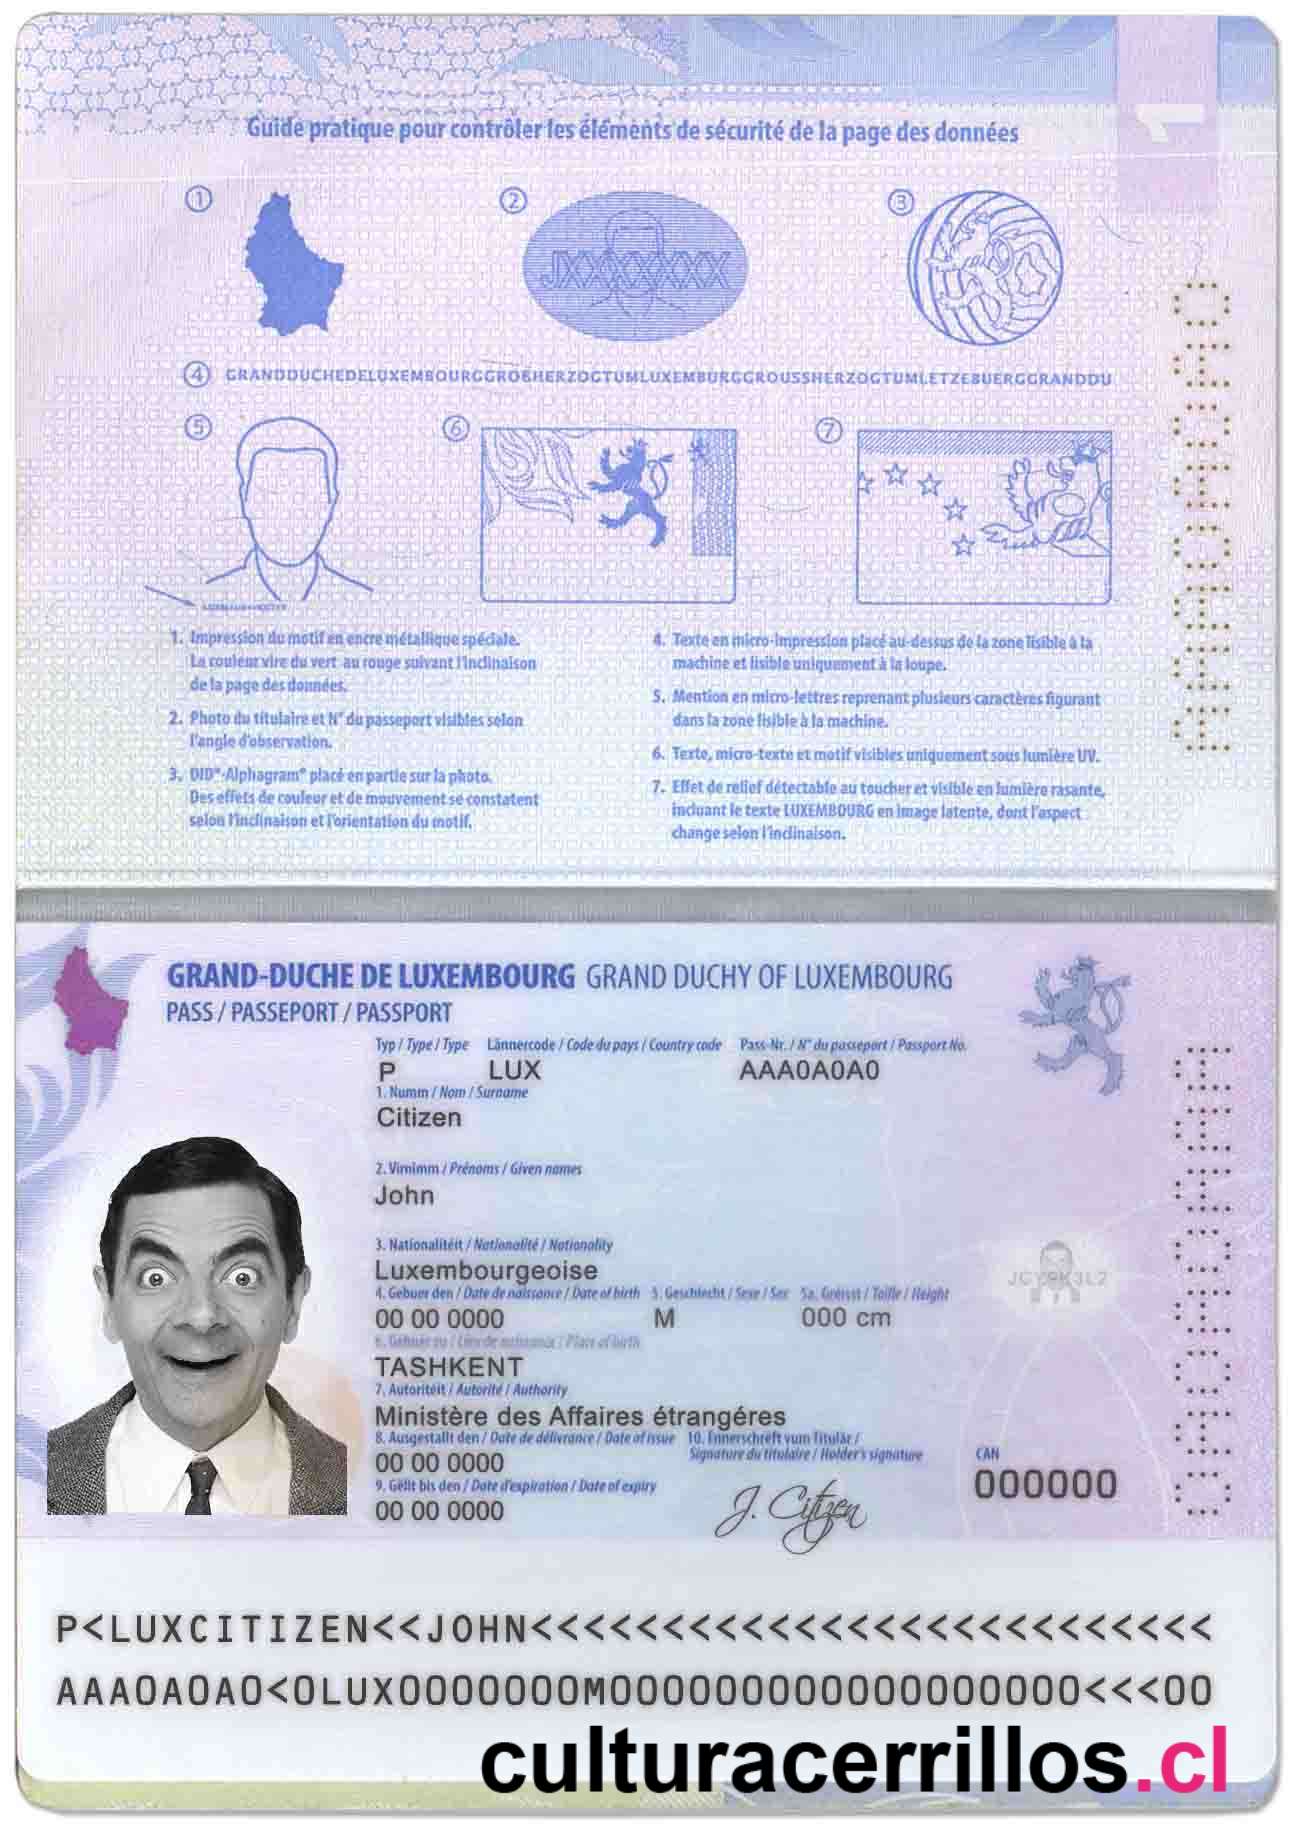 1
Guide pratique pour contrôler les éléments de sécurité de la page des données
1 2 3
JXXXXXXX
4 GRANDDUCHEDELUXEMBOURGGROßHERZOGTUMLUXEMBURGGROUSSHERZOGTUMLETZEBUERGGRANDDU
5 6 7
1. Impression du motif en encre métallique spéciale.
La couleur vire du vert au rouge suivant l'inclinaison
de la page des données.
2. Photo du titulaire et N° du passeport visibles selon
l'angle d'observation.
3. DID®-Alphagram® placé en partie sur la photo.
Des effets de couleur et de mouvement se constatent
selon l'inclinaison et l'orientation du motif.
4. Texte en micro-impression placé au-dessus de la zone lisible à la
machine et lisible uniquement à la loupe.
5. Mention en micro-lettres reprenant plusieurs caractères figurant
dans la zone lisible à la machine.
6. Texte, micro-texte et motif visibles uniquement sous lumière UV.
7. Effet de relief détectable au toucher et visible en lumière rasante,
incluant le texte LUXEMBOURG en image latente, dont l'aspect
change selon l'inclinaison.
AAA0A0A0
GRAND-DUCHE DE LUXEMBOURG GRAND DUCHY OF LUXEMBOURG
PASS / PASSEPORT / PASSPORT
Typ / Type / Type Lännercode / Code du pays / Country code Pass-Nr. / N° du passeport / Passport No.
P LUX AAA0A0A0
1. Numm / Nom / Surname
Citizen
2. Virnimm / Prénoms / Given names
John
3. Nationalitéit / Nationalité / Nationality
Luxembourgeoise
4. Gebuer den / Date de naissance / Date of birth 5. Geschlecht / Sexe / Sex 5a. Gréisst / Taille / Height
00 00 0000 M 000 cm
6. Gebuer zu / Lieu de naissance / Place of birth
TASHKENT
7. Autoritéit / Autorité / Authority
Ministère des Affaires étrangéres
8. Ausgestallt den / Date de délivrance / Date of issue 10. Ënnerschrëft vum Titulär /
Signature du titulaire / Holder's signature
00 00 0000
9. Gëllt bis den / Date d'expiration / Date of expiry
00 00 0000
J. Citizen
CAN
000000
AAA0A0A0
P<LUXCITIZEN<<JOHN<<<<<<<<<<<<<<<<<<<<<<<<<<
AAA0A0A0<0LUX0000000M000000000000000000<<<00
culturacerrillos.cl